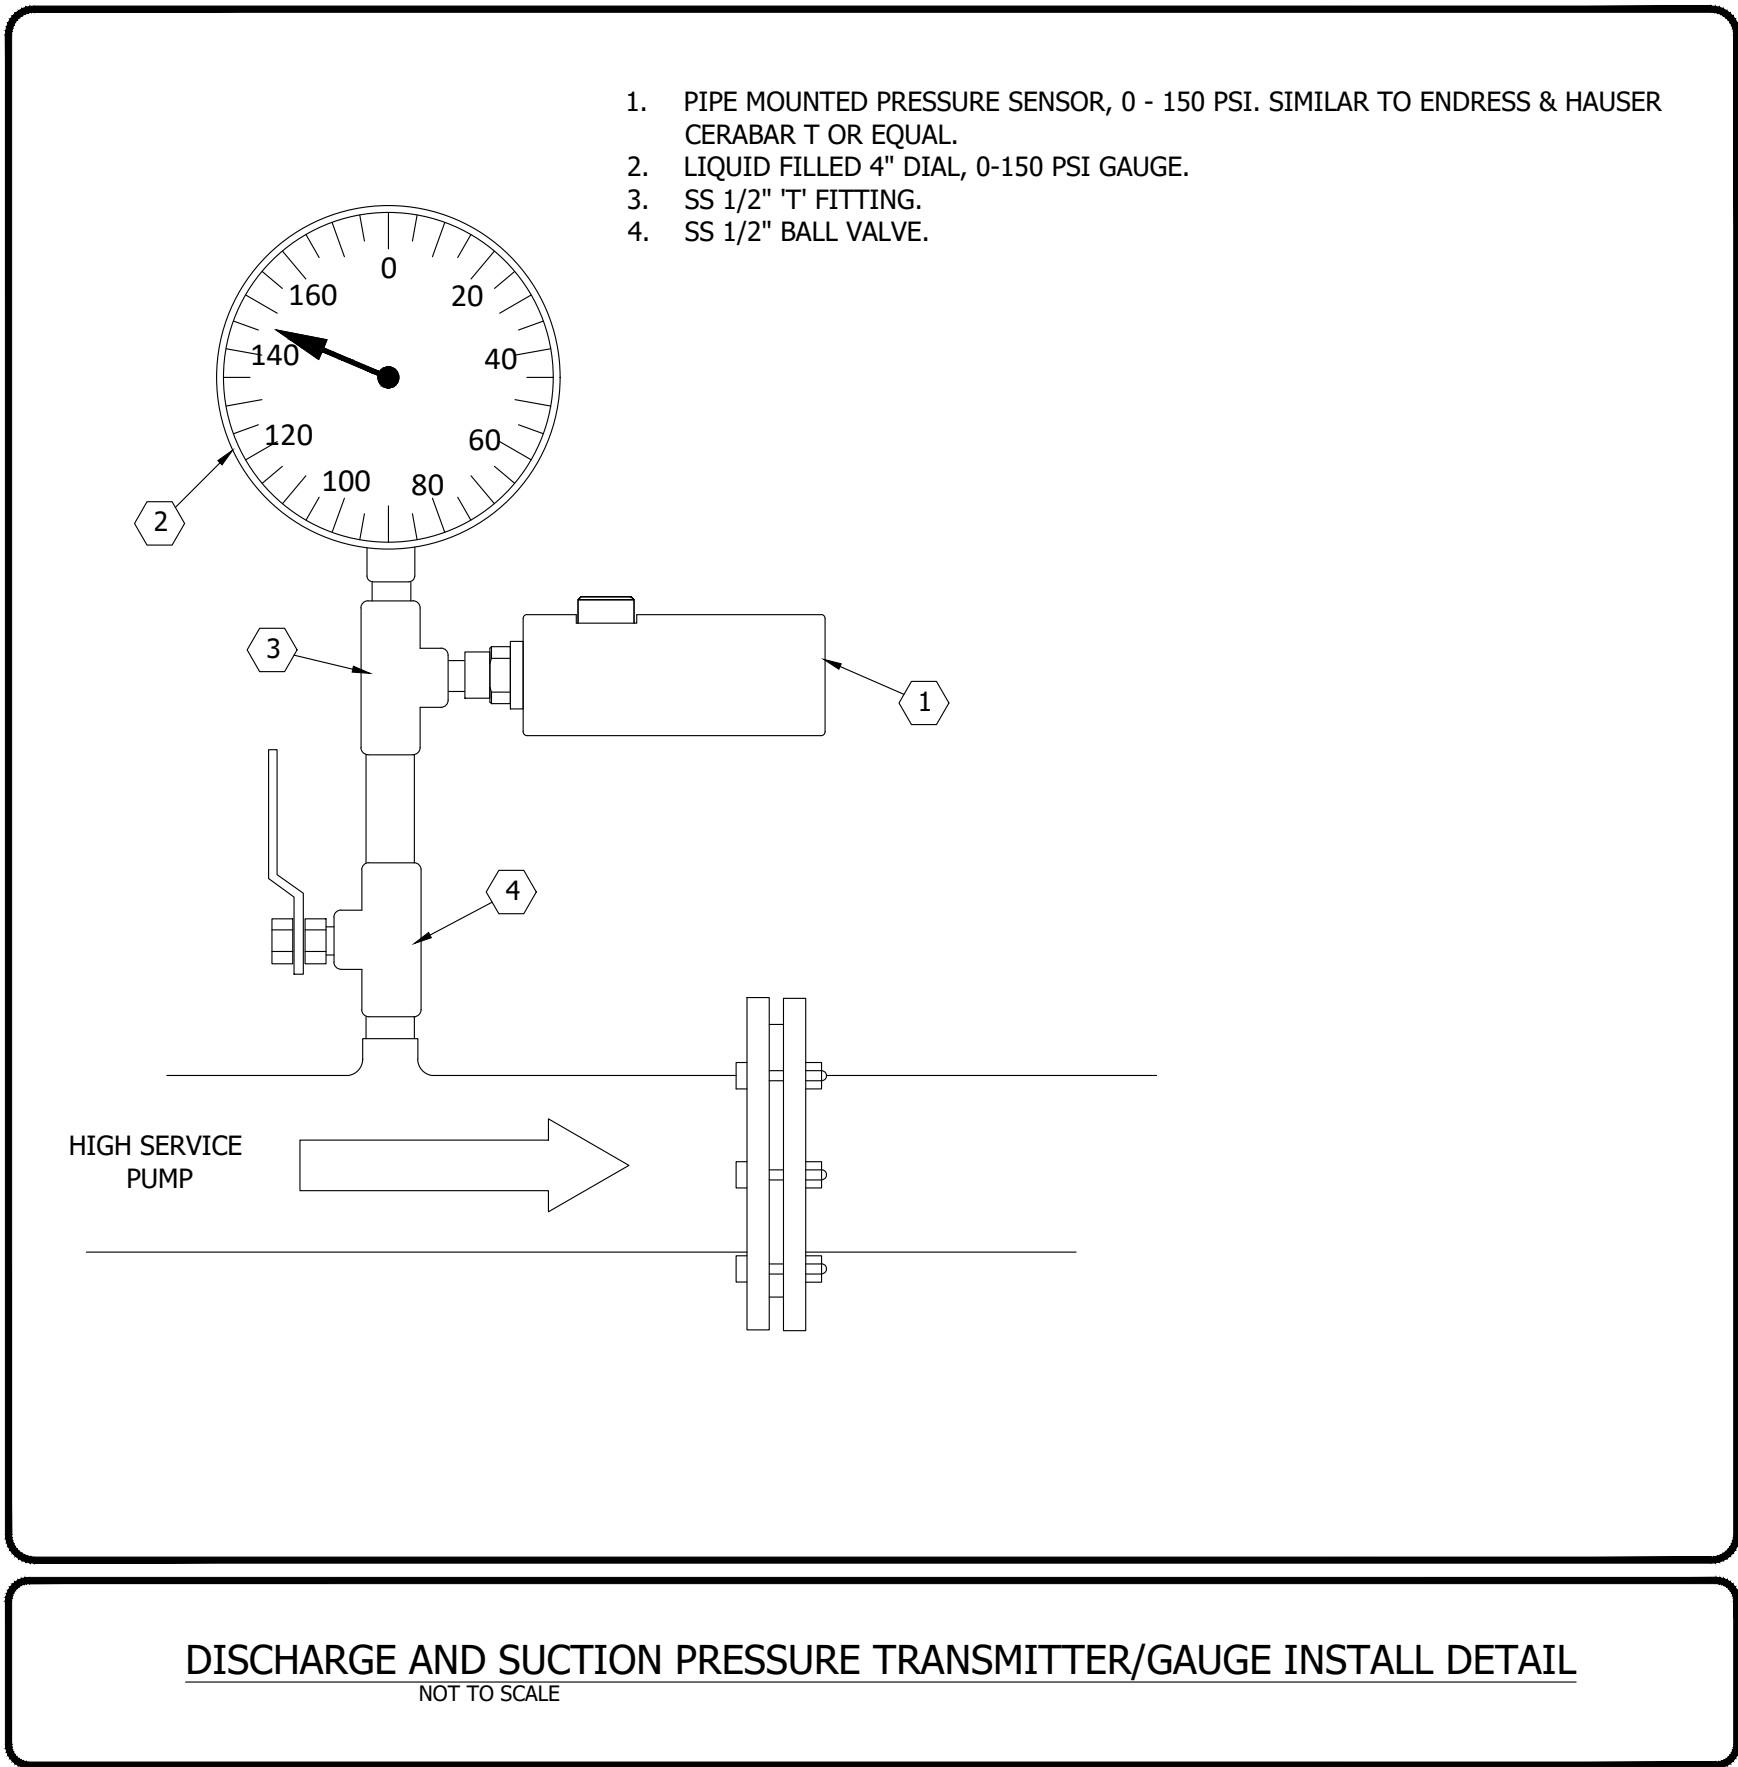 1. PIPE MOUNTED PRESSURE SENSOR, 0 - 150 PSI. SIMILAR TO ENDRESS & HAUSER
CERABAR T OR EQUAL.
2. LIQUID FILLED 4" DIAL, 0-150 PSI GAUGE.
3. SS 1/2" 'T' FITTING.
4. SS 1/2" BALL VALVE.
0
20
40
60
80
100
120
140
160
2
3
1
4
HIGH SERVICE
PUMP
DISCHARGE AND SUCTION PRESSURE TRANSMITTER/GAUGE INSTALL DETAIL
NOT TO SCALE